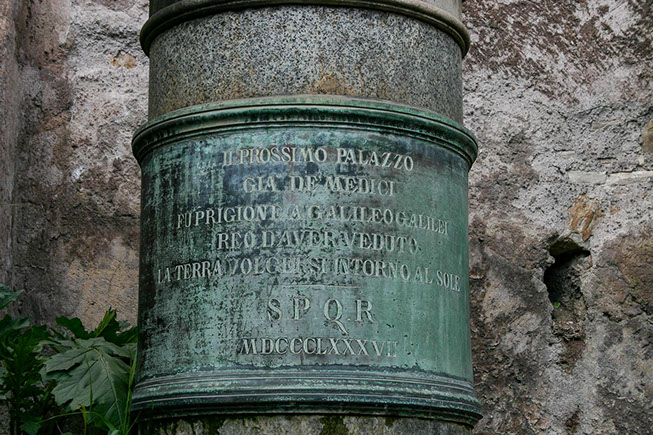 IL PROSSIMO PALAZZO
GIÀ DE' MEDICI
FU PRIGIONE A GALILEO GALILEI
REO D'AVER VEDUTO
LA TERRA VOLGERSI INTORNO AL SOLE
S P Q R
MDCCCLXXXVII